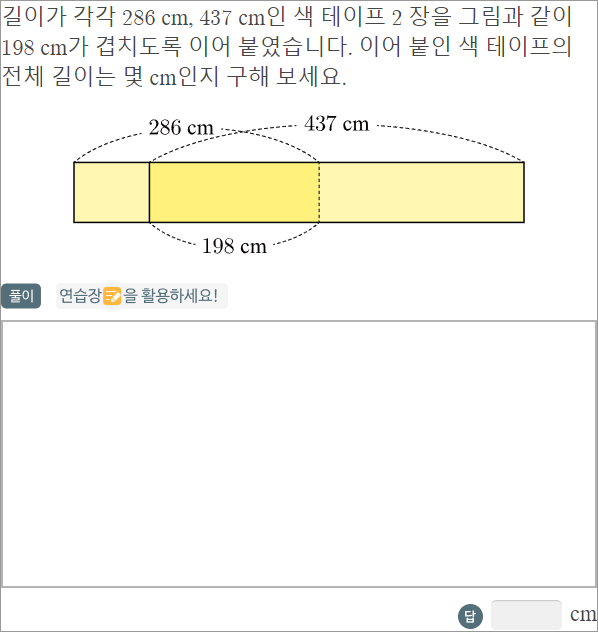 길이가 각각 286 cm, 437 cm인 색 테이프 2 장을 그림과 같이
198 cm가 겹치도록 이어 붙였습니다. 이어 붙인 색 테이프의
전체 길이는 몇 cm인지 구해 보세요.
286 cm
437 cm
198 cm
풀이 연습장을 활용하세요!
답 cm